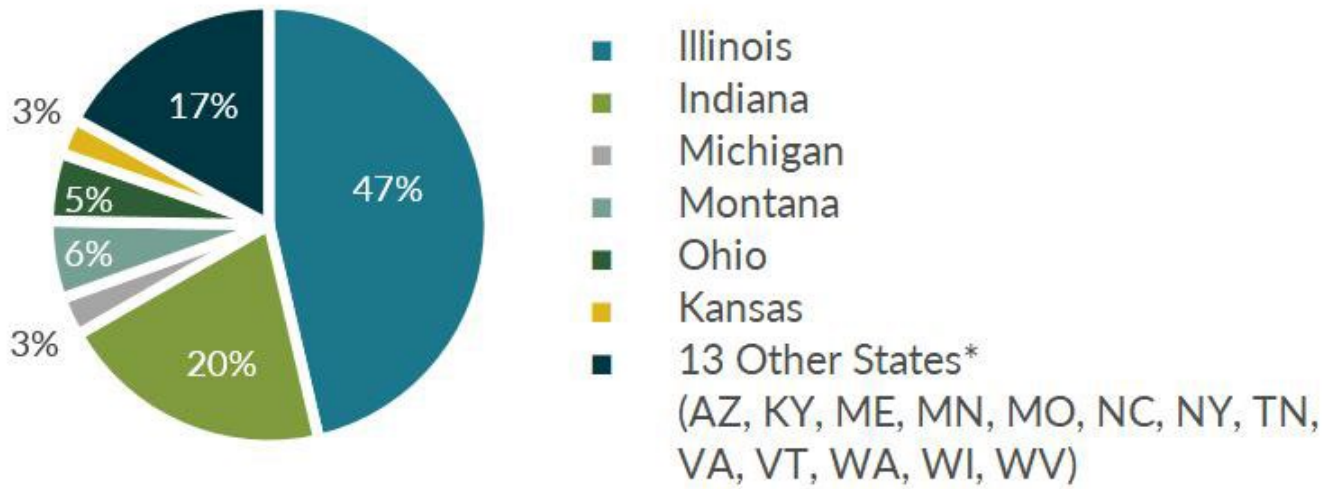 17%
3%
47%
5%
6%
3%
20%
Illinois
Indiana
Michigan
Montana
Ohio
Kansas
13 Other States*
(AZ, KY, ME, MN, MO, NC, NY, TN,
VA, VT, WA, WI, WV)